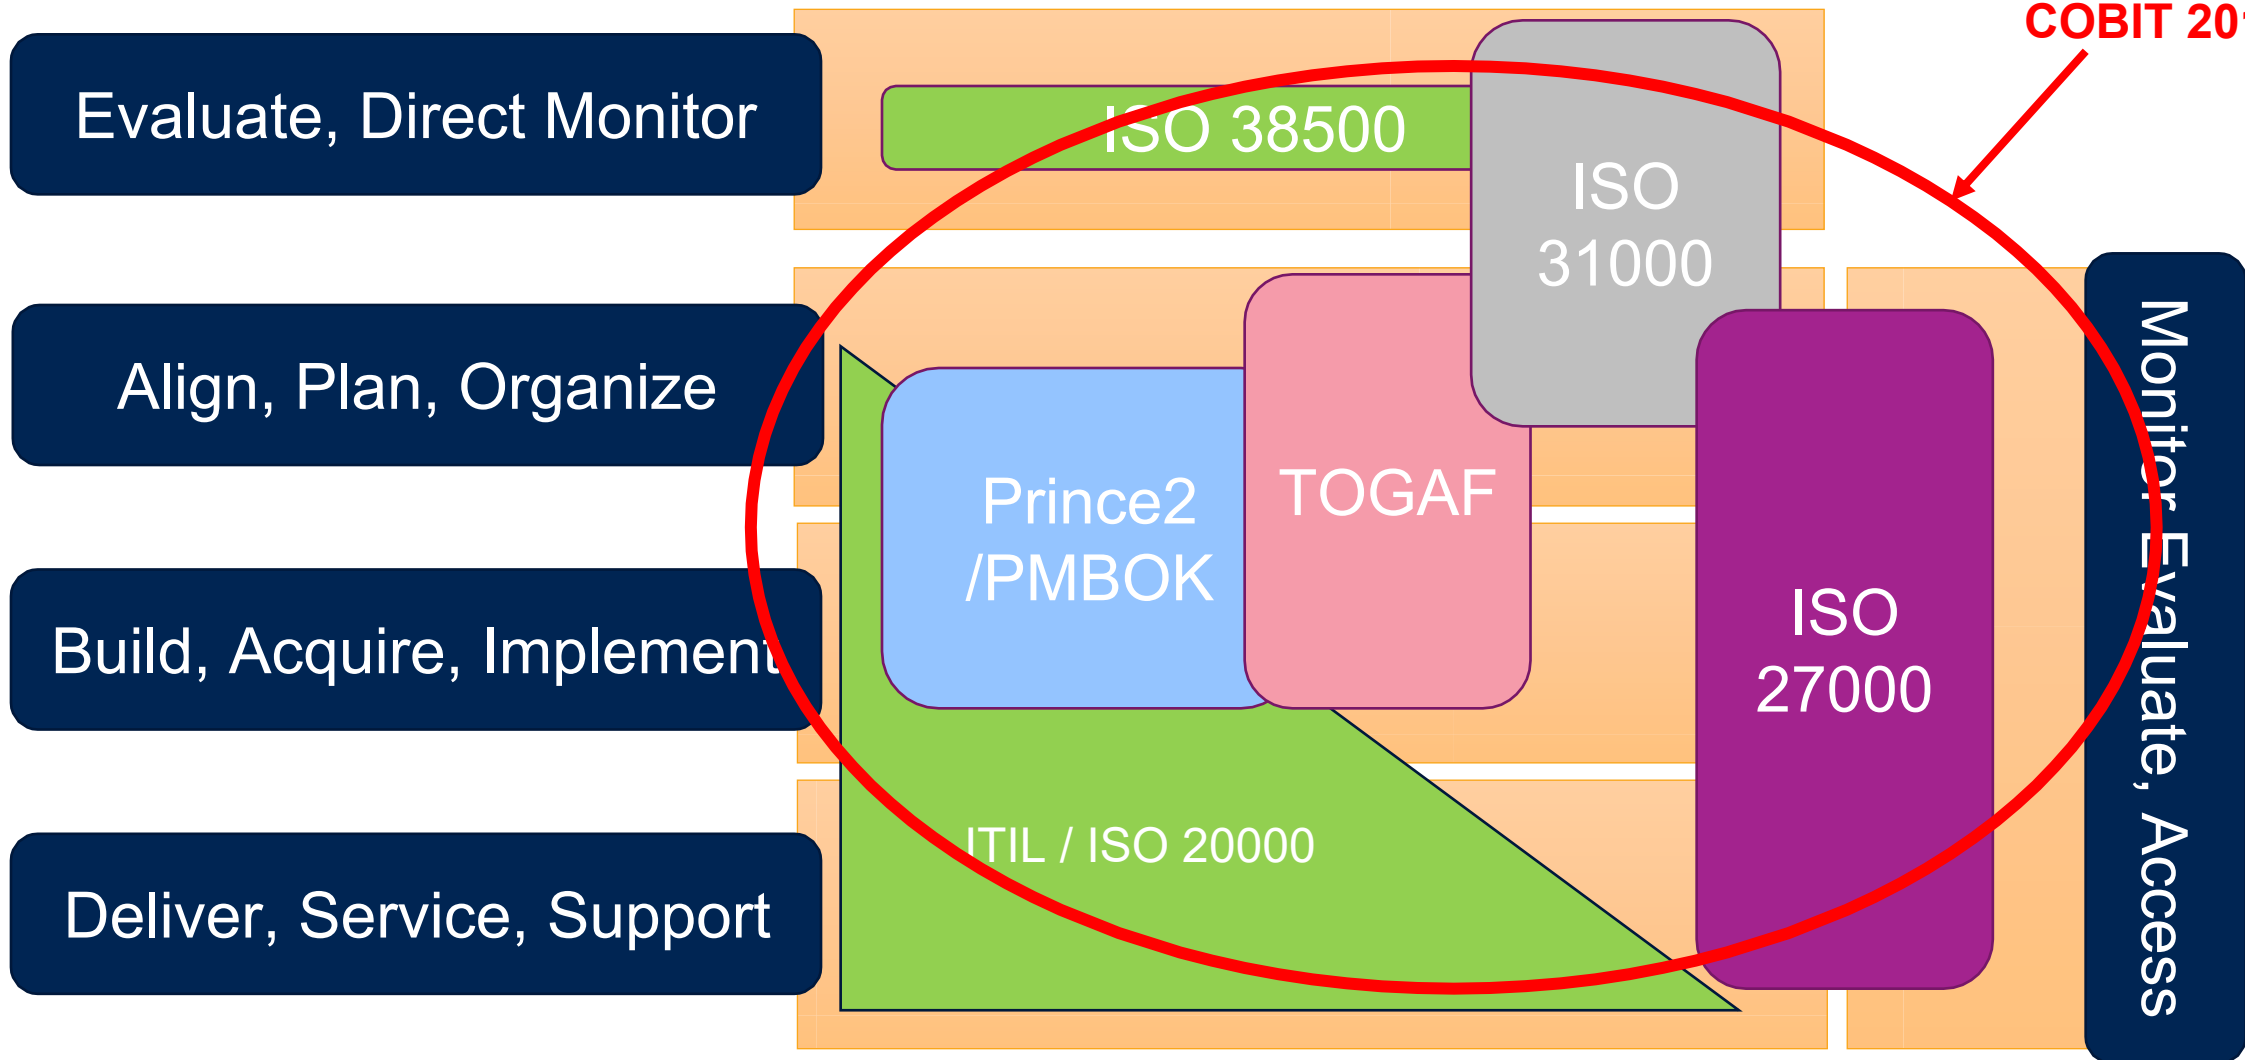 COBIT 20
Evaluate, Direct Monitor
ISO 38500
ISO
31000
Align, Plan, Organize
Prince2
/PMBOK
TOGAF
Build, Acquire, Implement
ISO
27000
Deliver, Service, Support
ITIL / ISO 20000
Monitor Evaluate, Access